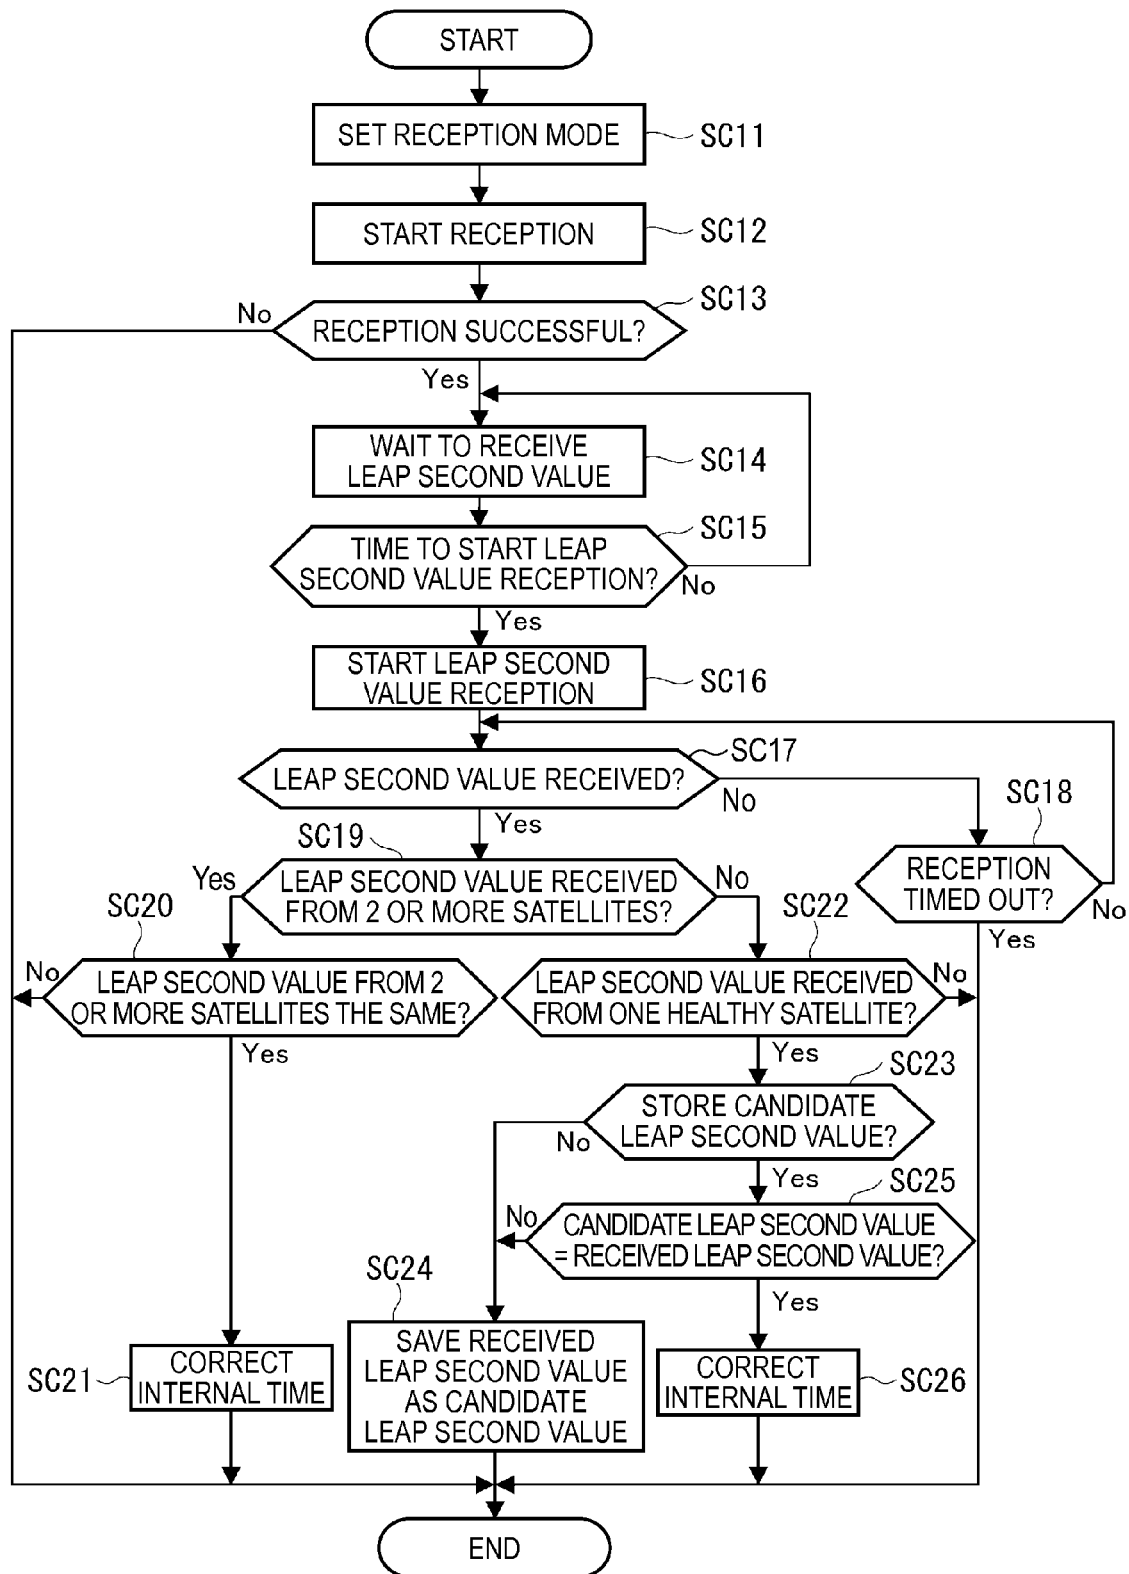 START
SET RECEPTION MODE
SC11
START RECEPTION
SC12
SC13
No
RECEPTION SUCCESSFUL?
Yes
WAIT TO RECEIVE
LEAP SECOND VALUE
SC14
SC15
TIME TO START LEAP
SECOND VALUE RECEPTION?
No
Yes
START LEAP SECOND
VALUE RECEPTION
SC16
SC17
LEAP SECOND VALUE RECEIVED?
No
Yes
SC18
RECEPTION
TIMED OUT?
No
Yes
SC19
Yes
LEAP SECOND VALUE RECEIVED
FROM 2 OR MORE SATELLITES?
No
SC20
No
LEAP SECOND VALUE FROM 2
OR MORE SATELLITES THE SAME?
Yes
SC22
LEAP SECOND VALUE RECEIVED
FROM ONE HEALTHY SATELLITE?
No
Yes
SC23
STORE CANDIDATE
LEAP SECOND VALUE?
No
Yes
SC25
No
CANDIDATE LEAP SECOND VALUE
= RECEIVED LEAP SECOND VALUE?
Yes
SC24
SAVE RECEIVED
LEAP SECOND VALUE
AS CANDIDATE
LEAP SECOND VALUE
SC21
CORRECT
INTERNAL TIME
CORRECT
INTERNAL TIME
SC26
END